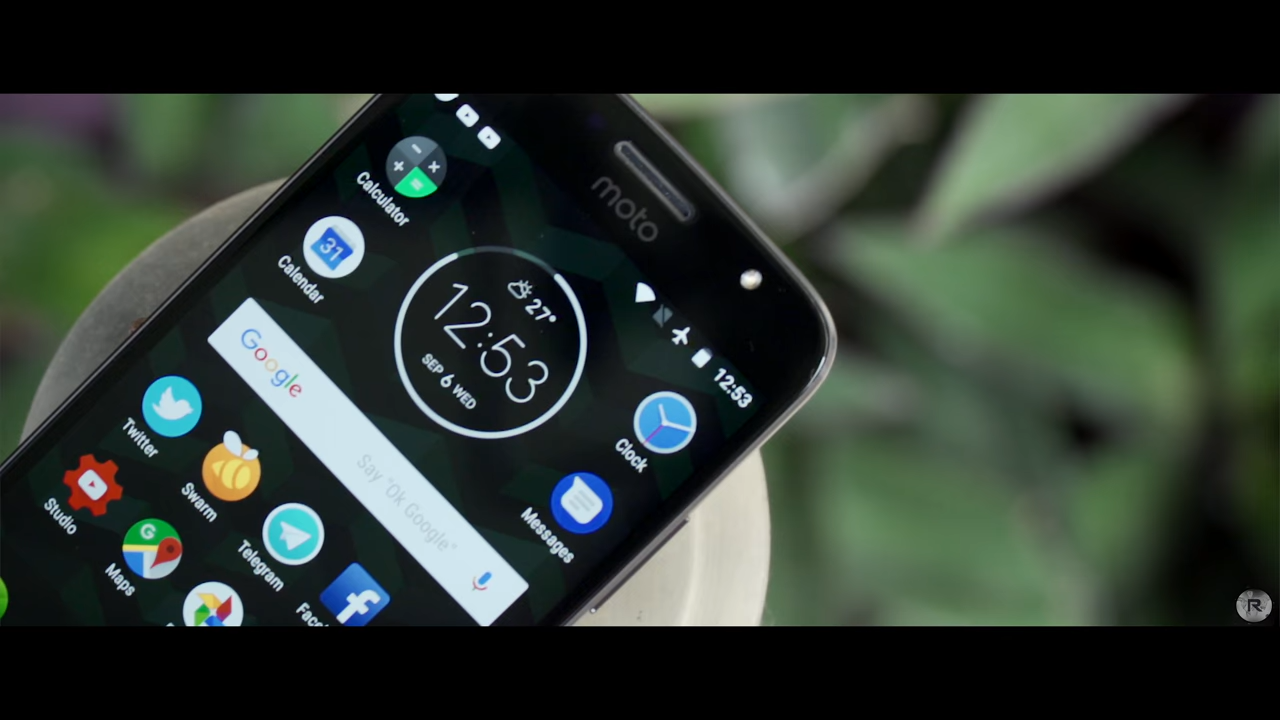 moto
12:53
Calculator
Calendar
31
27°
12:53
SEP 6 WED
Google
Say "Ok Google"
Clock
Messages
Twitter
Swarm
Telegram
Studio
Maps
G
R